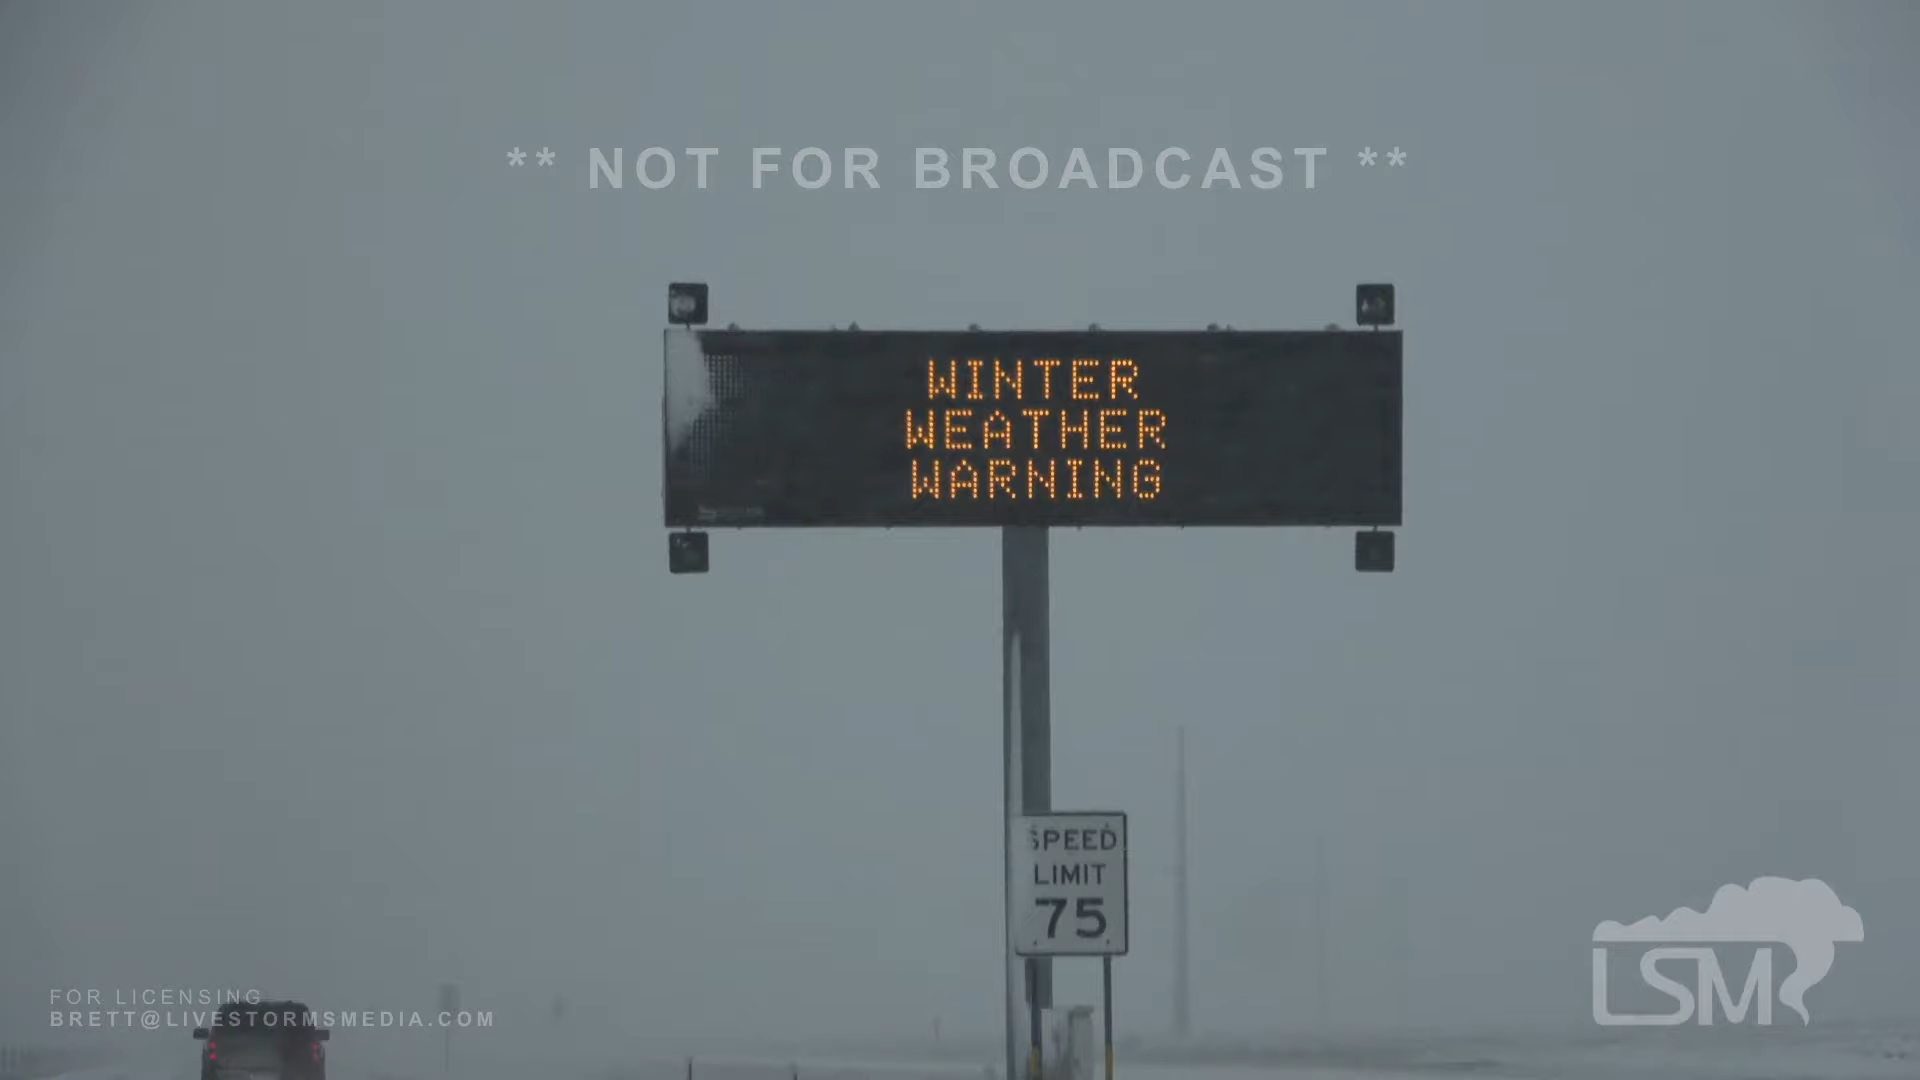 ** NOT FOR BROADCAST **
WINTER
WEATHER
WARNING
SPEED
LIMIT
75
FOR LICENSING
BRETT@LIVESTORMSMEDIA.COM
LSM